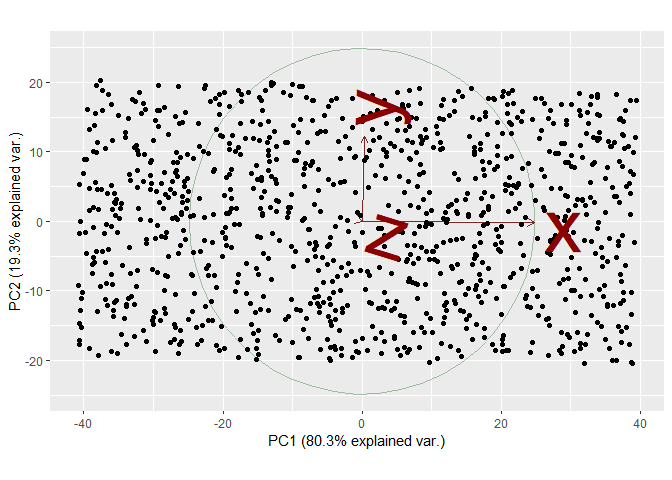 20
10
0
-10
-20
PC2 (19.3% explained var.)
y
z
x
-40
-20
0
20
40
PC1 (80.3% explained var.)